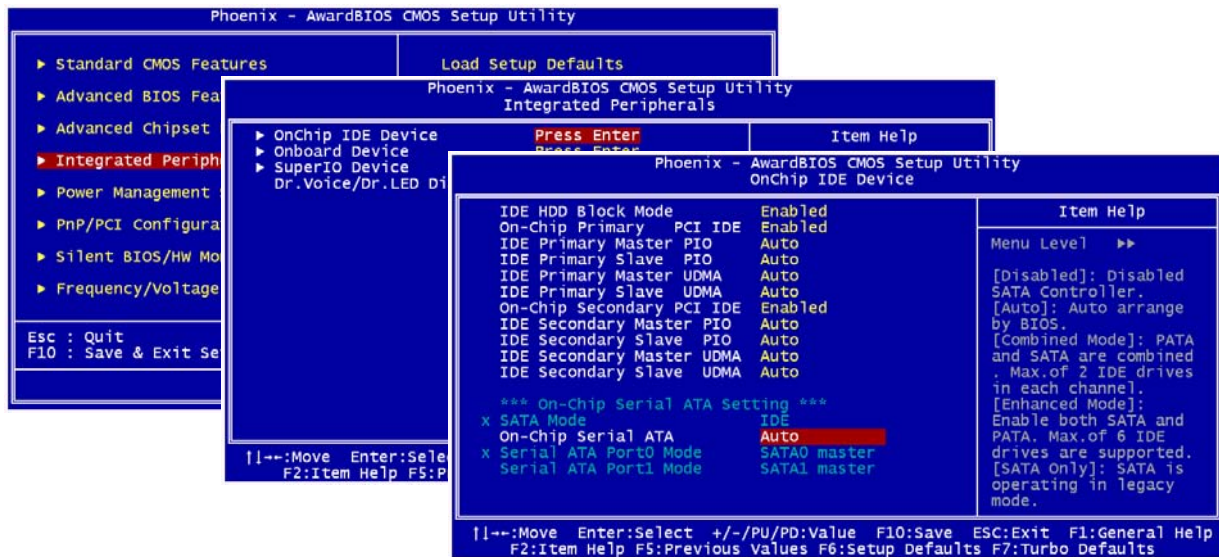 Phoenix - AwardBIOS CMOS Setup Utility
▶ Standard CMOS Features
Load Setup Defaults
▶ Advanced BIOS Fea
▶ Advanced Chipset
▶ Integrated Periph
▶ Power Management
▶ PnP/PCI Configura
▶ Silent BIOS/HW Mo
▶ Frequency/Voltage
Esc : Quit
F10 : Save & Exit Se
Phoenix - AwardBIOS CMOS Setup Utility
Integrated Peripherals
▶ OnChip IDE Device Press Enter
▶ Onboard Device Press Enter
▶ SuperIO Device
Dr.Voice/Dr.LED Di
Item Help
↑↓→←:Move Enter:Sele
F2:Item Help F5:P
Phoenix - AwardBIOS CMOS Setup Utility
OnChip IDE Device
IDE HDD Block Mode Enabled
On-Chip Primary PCI IDE Enabled
IDE Primary Master PIO Auto
IDE Primary Slave PIO Auto
IDE Primary Master UDMA Auto
IDE Primary Slave UDMA Auto
On-Chip Secondary PCI IDE Enabled
IDE Secondary Master PIO Auto
IDE Secondary Slave PIO Auto
IDE Secondary Master UDMA Auto
IDE Secondary Slave UDMA Auto
*** On-Chip Serial ATA Setting ***
x SATA Mode IDE
On-Chip Serial ATA Auto
x Serial ATA Port0 Mode SATA0 master
Serial ATA Port1 Mode SATA1 master
Item Help
Menu Level ▶▶
[Disabled]: Disabled
SATA Controller.
[Auto]: Auto arrange
by BIOS.
[Combined Mode]: PATA
and SATA are combined
. Max.of 2 IDE drives
in each channel.
[Enhanced Mode]:
Enable both SATA and
PATA. Max.of 6 IDE
drives are supported.
[SATA Only]: SATA is
operating in legacy
mode.
↑↓→←:Move Enter:Select +/-/PU/PD:Value F10:Save ESC:Exit F1:General Help
F2:Item Help F5:Previous Values F6:Setup Defaults F7:Turbo Defaults